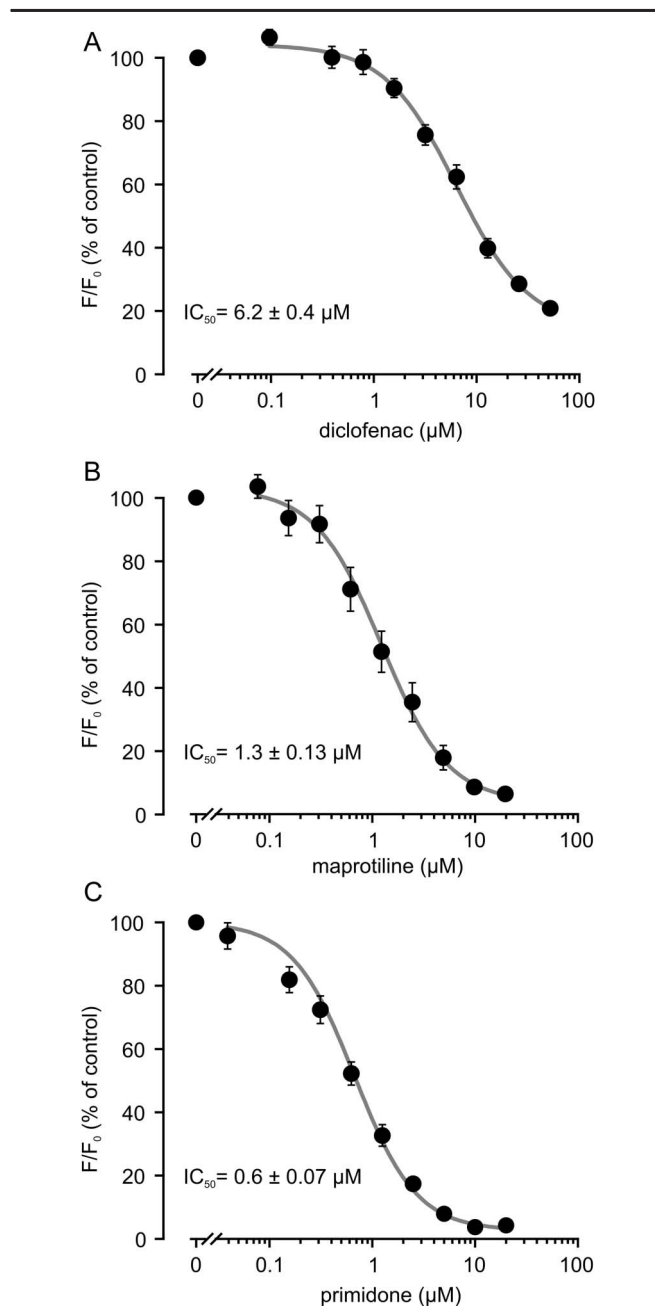 A
100
80
60
40
20
0
F/F₀ (% of control)
IC₅₀= 6.2 ± 0.4 µM
0 0.1 1 10 100
diclofenac (µM)
B
100
80
60
40
20
0
F/F₀ (% of control)
IC₅₀= 1.3 ± 0.13 µM
0 0.1 1 10 100
maprotiline (µM)
C
100
80
60
40
20
0
F/F₀ (% of control)
IC₅₀= 0.6 ± 0.07 µM
0 0.1 1 10 100
primidone (µM)